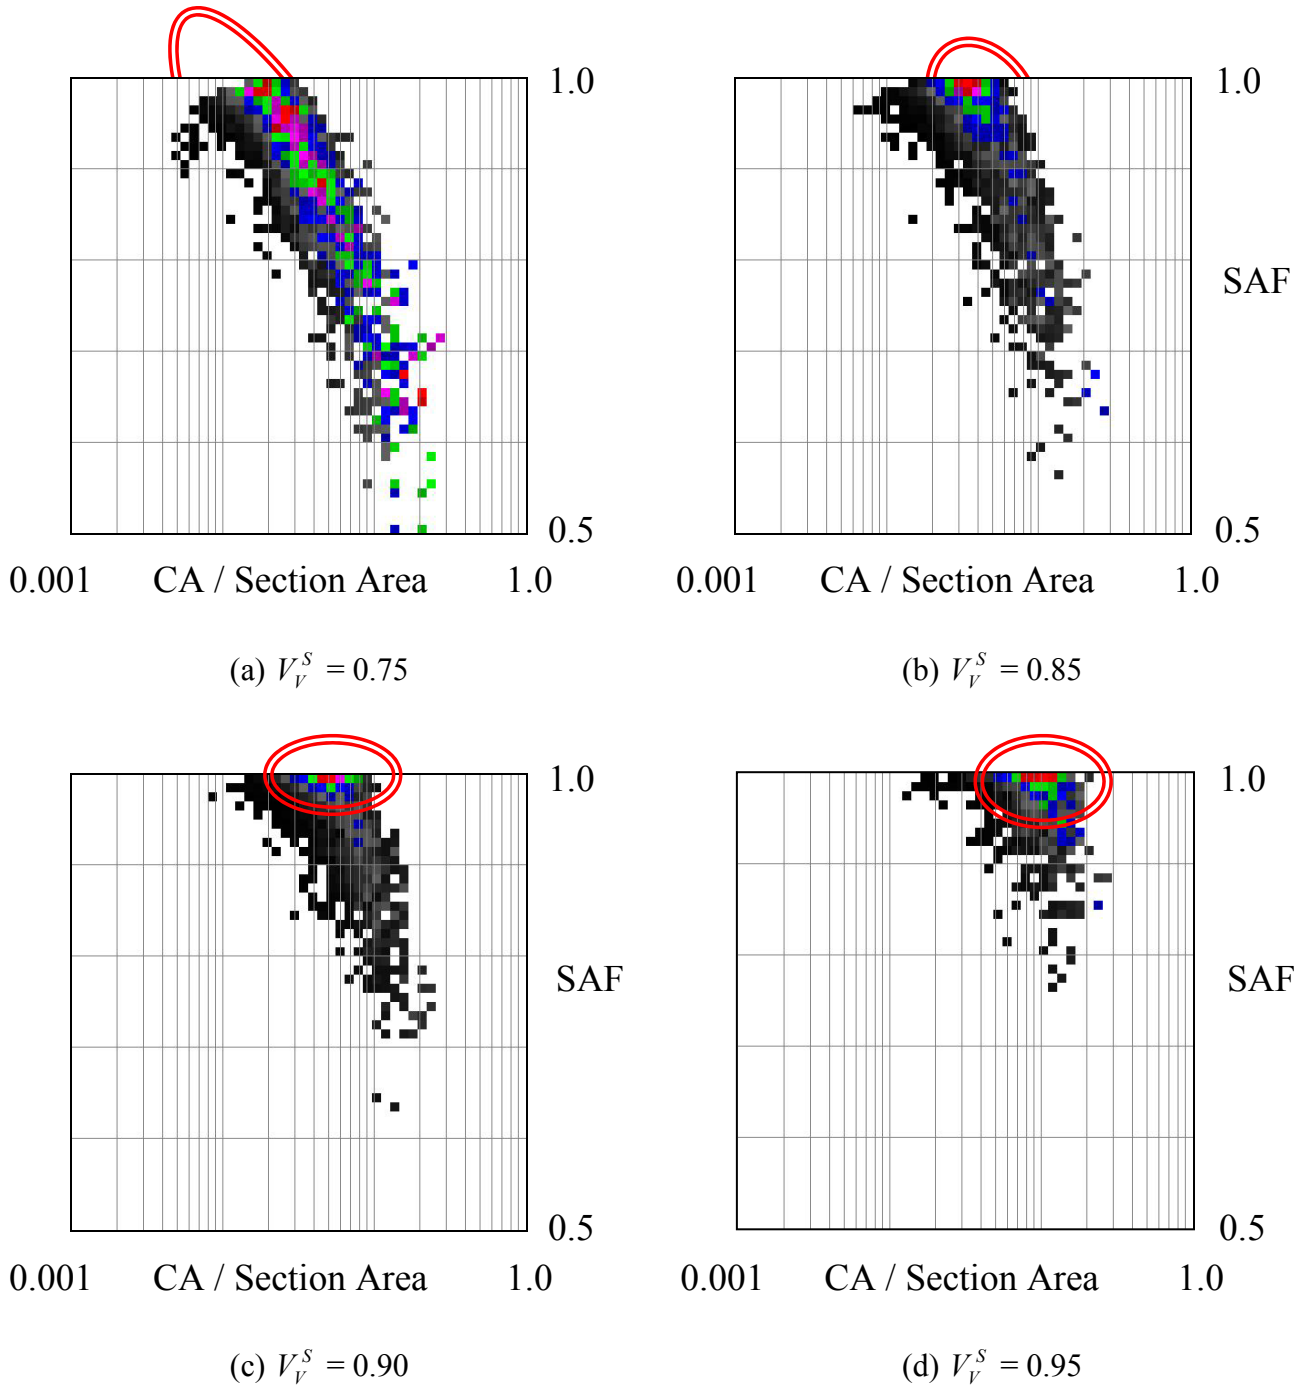 1.0
1.0
SAF
0.5
0.5
0.001 CA / Section Area 1.0
0.001 CA / Section Area 1.0
(a) V_V^S = 0.75
(b) V_V^S = 0.85
1.0
1.0
SAF
SAF
0.5
0.5
0.001 CA / Section Area 1.0
0.001 CA / Section Area 1.0
(c) V_V^S = 0.90
(d) V_V^S = 0.95